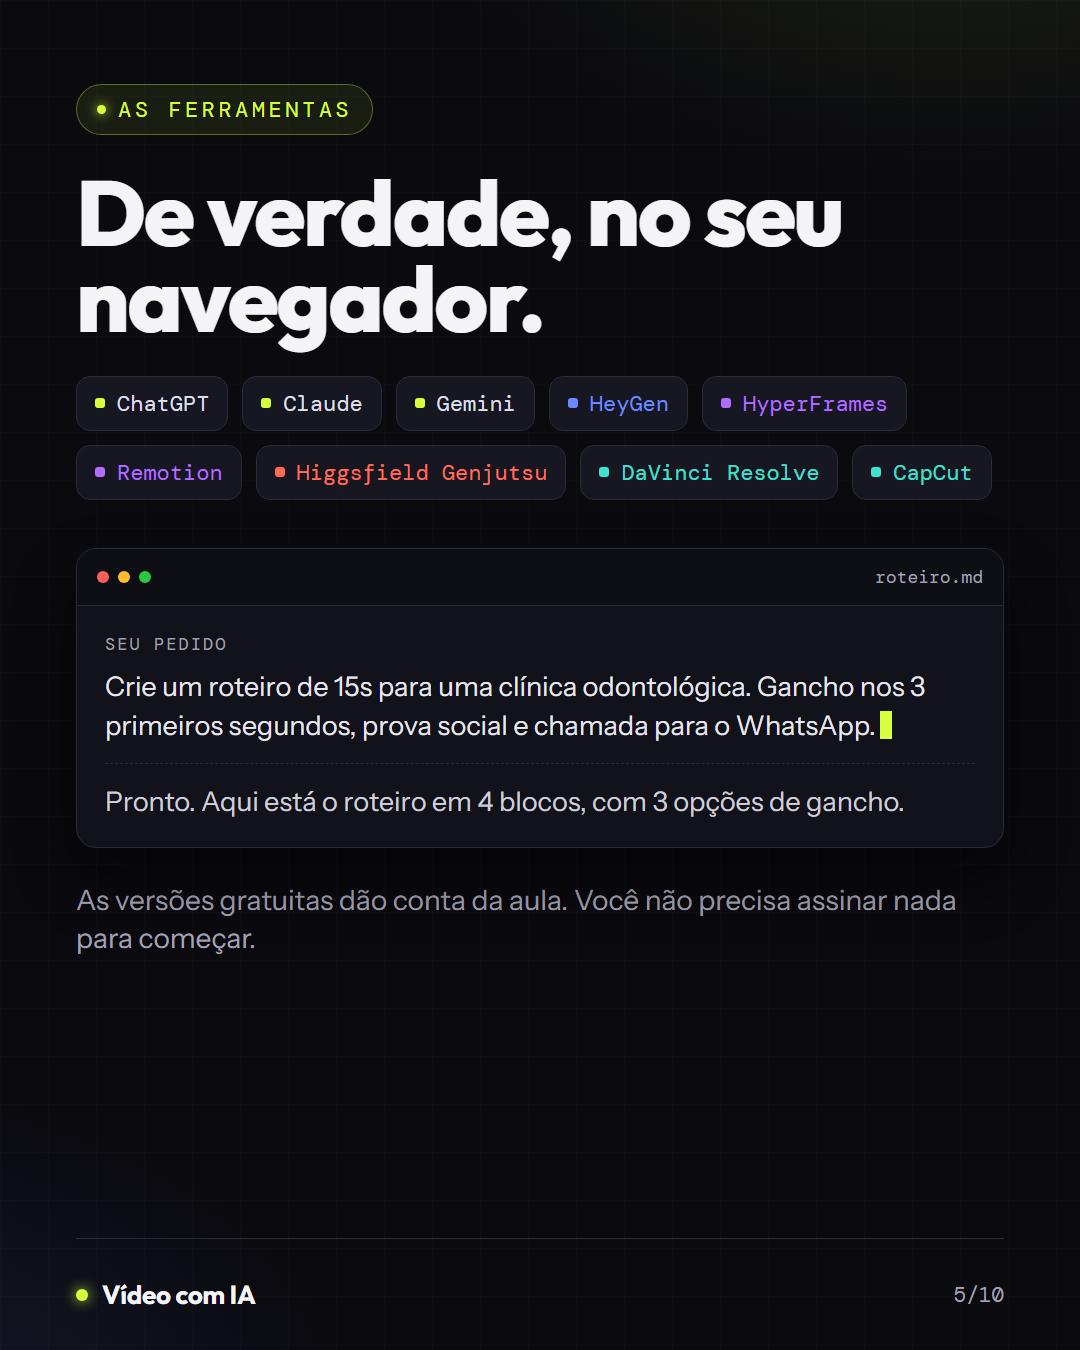 AS FERRAMENTAS
De verdade, no seu
navegador.
ChatGPT Claude Gemini HeyGen HyperFrames
Remotion Higgsfield Genjutsu DaVinci Resolve CapCut
roteiro.md
SEU PEDIDO
Crie um roteiro de 15s para uma clínica odontológica. Gancho nos 3
primeiros segundos, prova social e chamada para o WhatsApp.
Pronto. Aqui está o roteiro em 4 blocos, com 3 opções de gancho.
As versões gratuitas dão conta da aula. Você não precisa assinar nada
para começar.
Vídeo com IA
5/10